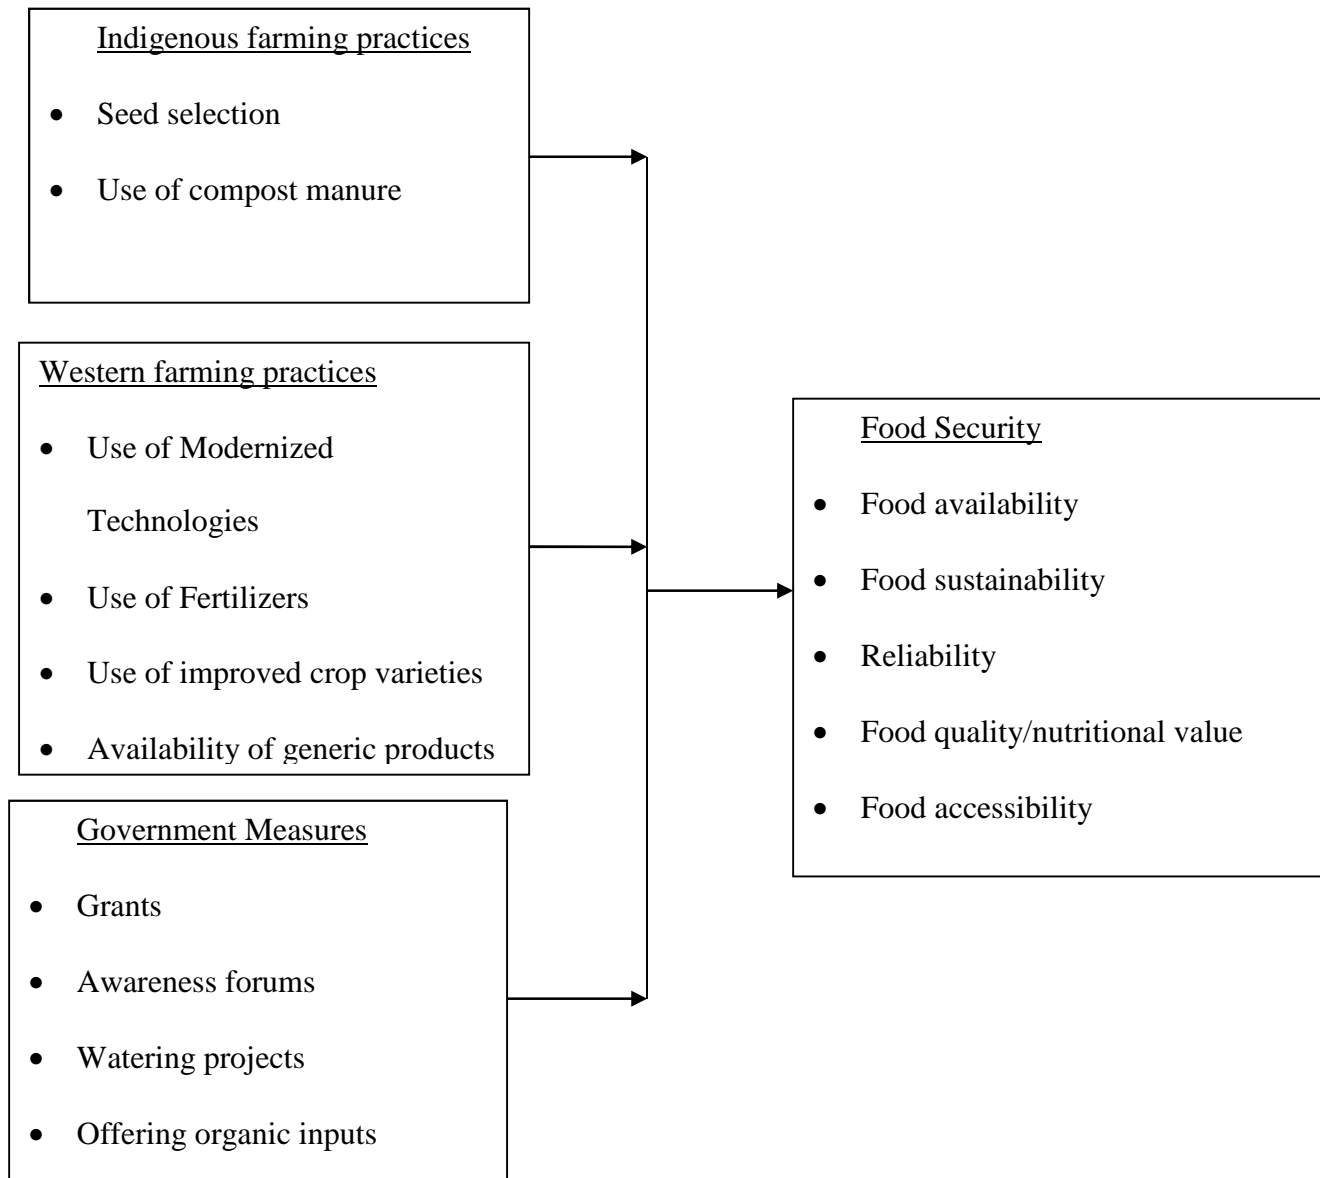 Indigenous farming practices
• Seed selection
• Use of compost manure
Western farming practices
• Use of Modernized
Technologies
• Use of Fertilizers
• Use of improved crop varieties
• Availability of generic products
Government Measures
• Grants
• Awareness forums
• Watering projects
• Offering organic inputs
Food Security
• Food availability
• Food sustainability
• Reliability
• Food quality/nutritional value
• Food accessibility